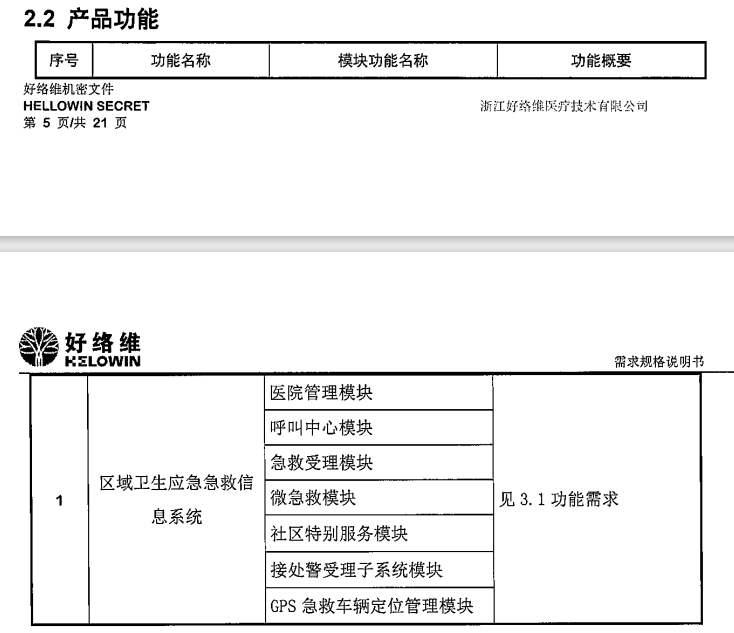 2.2 产品功能
序号 功能名称 模块功能名称 功能概要
好络维机密文件
HELLOWIN SECRET
第 5 页/共 21 页
浙江好络维医疗技术有限公司
好络维
HELOWIN
需求规格说明书
1
区域卫生应急急救信
息系统
医院管理模块
呼叫中心模块
急救受理模块
微急救模块
社区特别服务模块
接处警受理子系统模块
GPS 急救车辆定位管理模块
见 3.1 功能需求